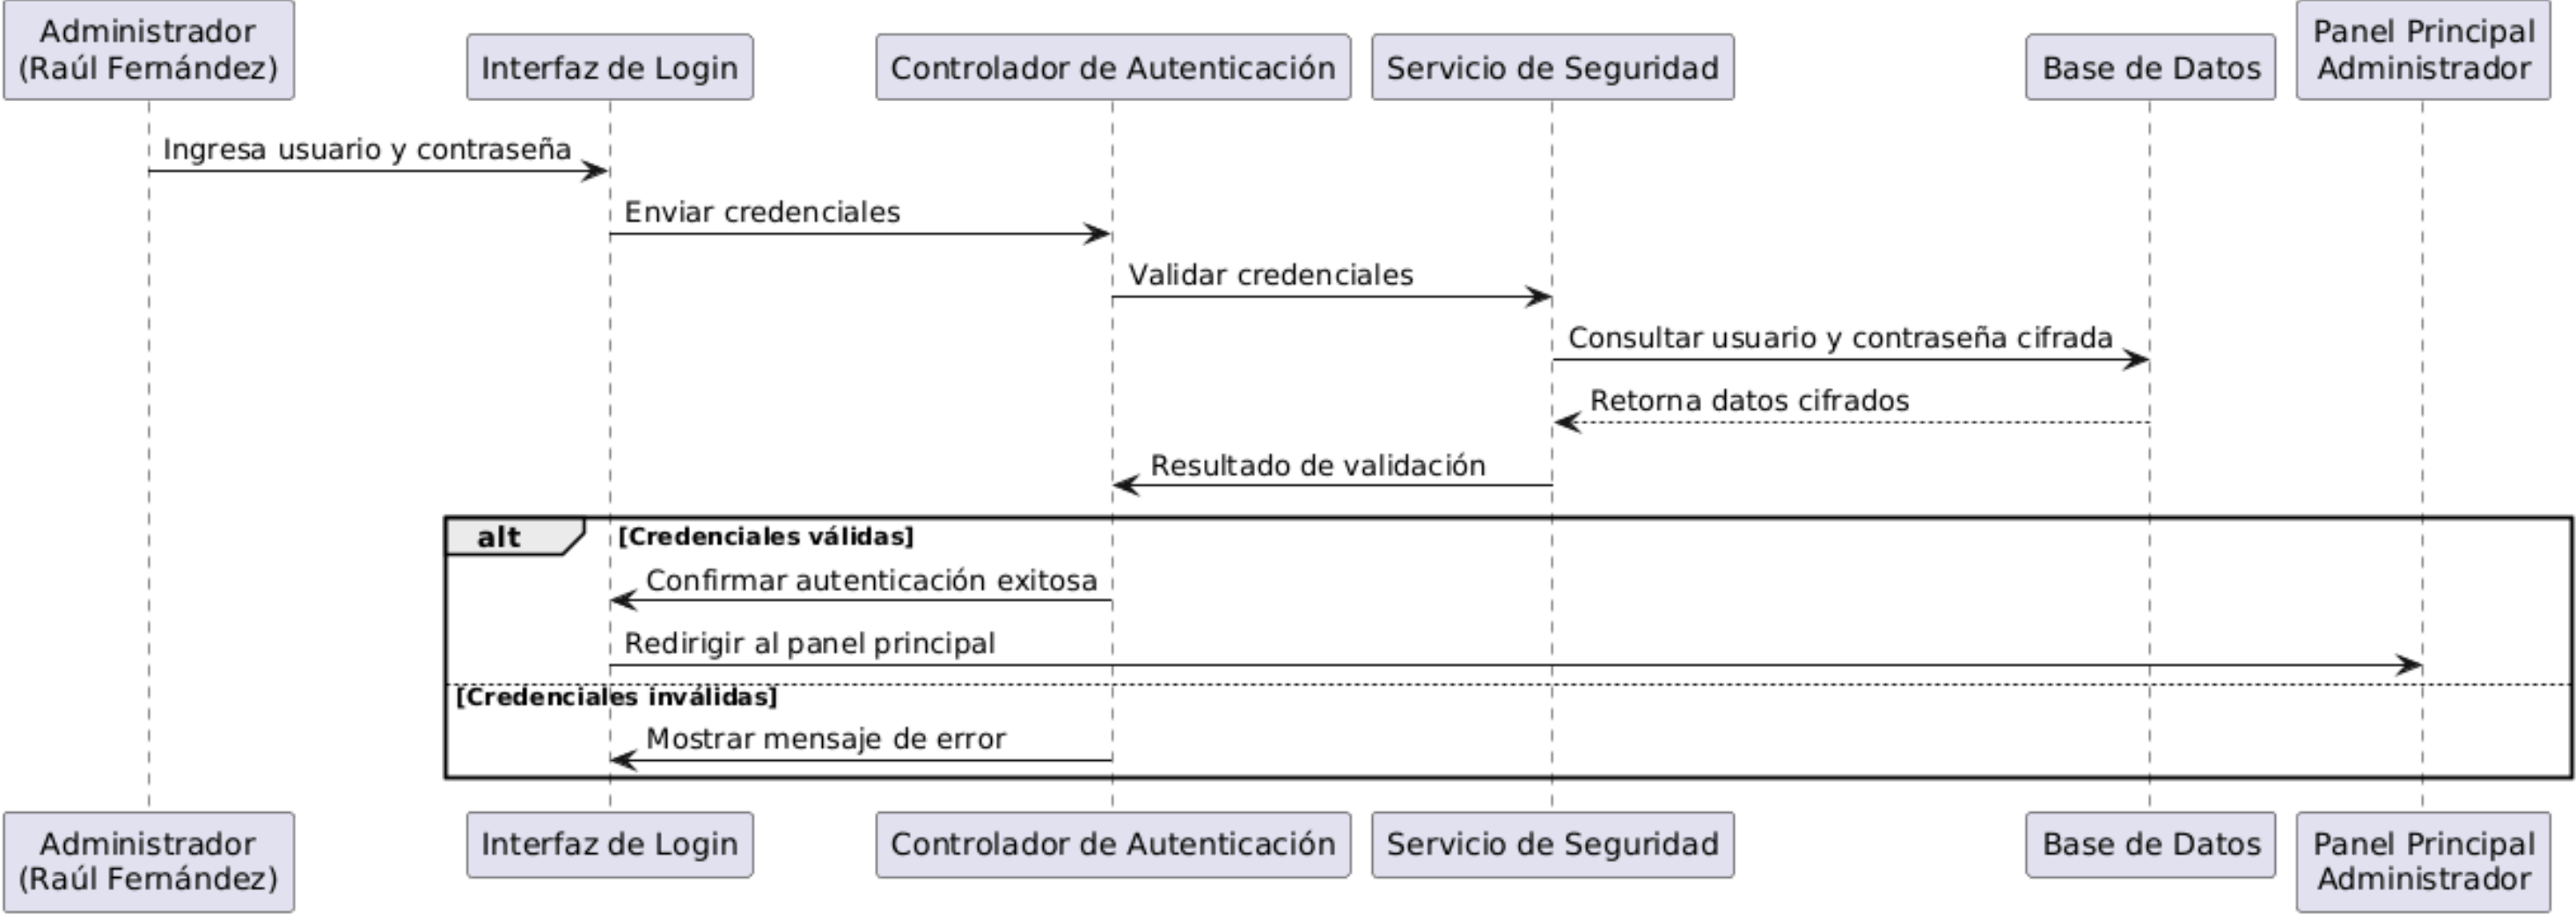 Administrador
(Raúl Fernández)
Interfaz de Login
Controlador de Autenticación
Servicio de Seguridad
Base de Datos
Panel Principal
Administrador
Ingresa usuario y contraseña
Enviar credenciales
Validar credenciales
Consultar usuario y contraseña cifrada
Retorna datos cifrados
Resultado de validación
alt
[Credenciales válidas]
Confirmar autenticación exitosa
Redirigir al panel principal
[Credenciales inválidas]
Mostrar mensaje de error
Administrador
(Raúl Fernández)
Interfaz de Login
Controlador de Autenticación
Servicio de Seguridad
Base de Datos
Panel Principal
Administrador